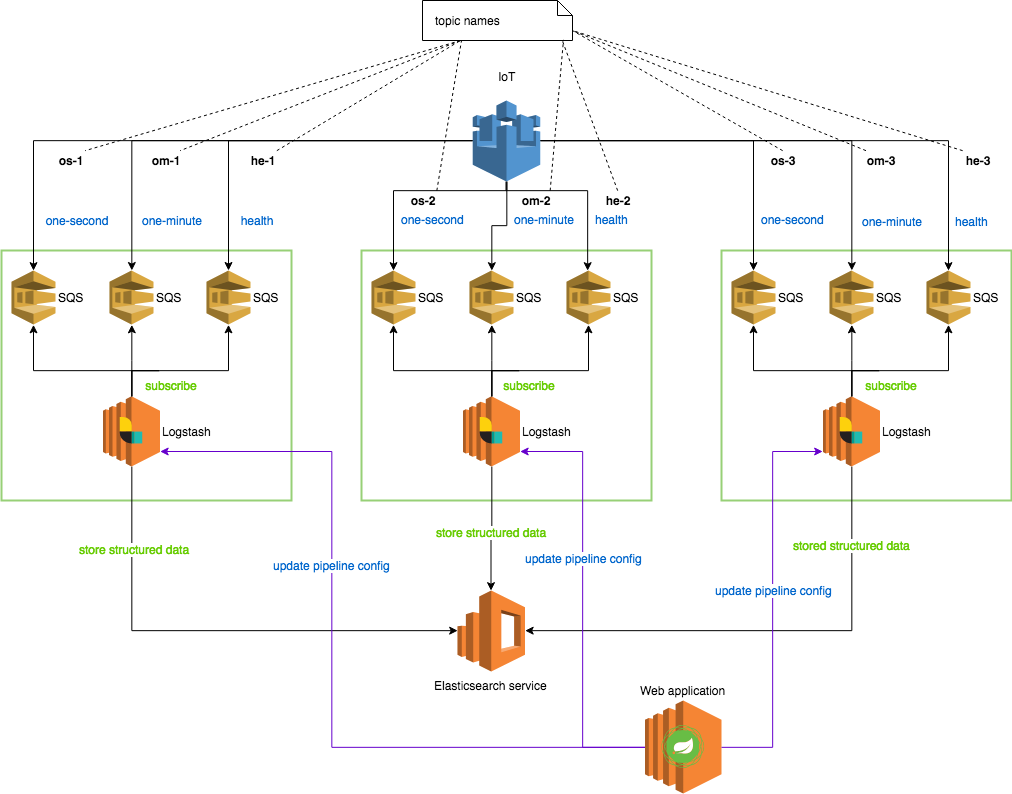 topic names
IoT
os-1
om-1
he-1
os-3
om-3
he-3
os-2
om-2
he-2
one-second
one-minute
health
one-second
one-minute
health
one-second
one-minute
health
SQS
SQS
SQS
SQS
SQS
SQS
SQS
SQS
SQS
subscribe
subscribe
subscribe
Logstash
Logstash
Logstash
store structured data
store structured data
stored structured data
update pipeline config
update pipeline config
update pipeline config
Elasticsearch service
Web application